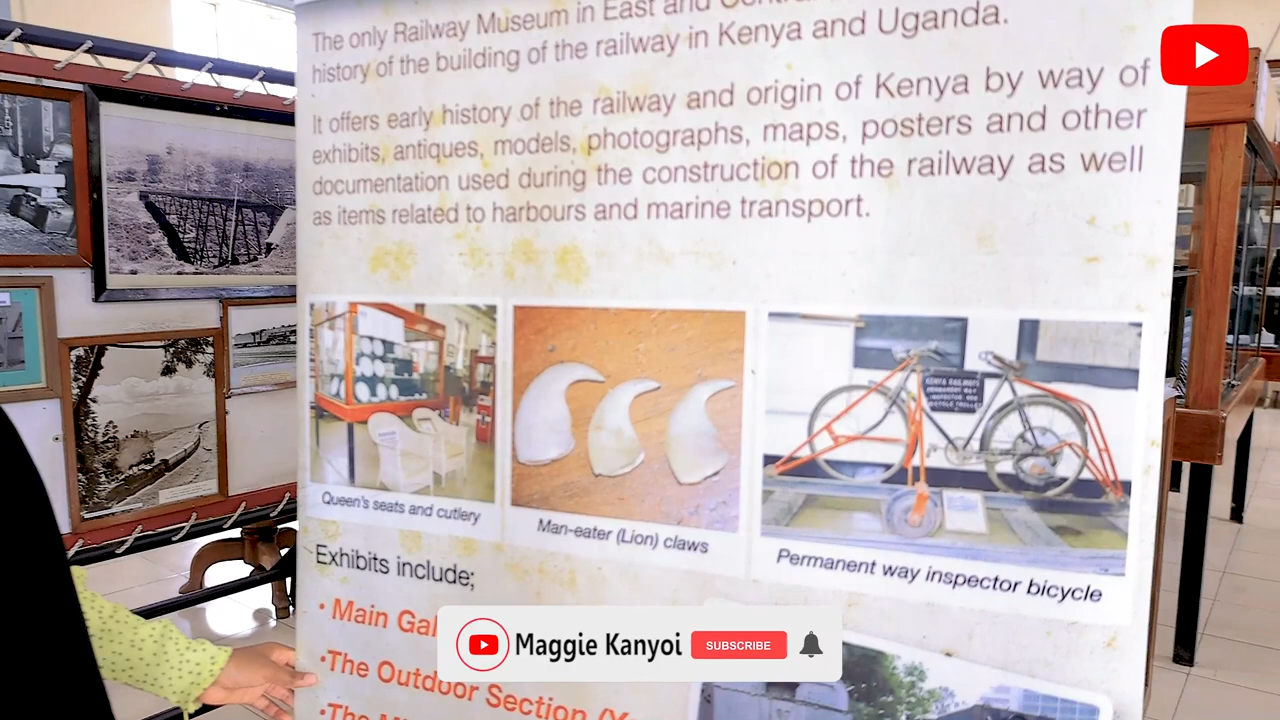 The only Railway Museum in East and
history of the building of the railway in Kenya and Uganda.
It offers early history of the railway and origin of Kenya by way of
exhibits, antiques, models, photographs, maps, posters and other
documentation used during the construction of the railway as well
as items related to harbours and marine transport.
Queen's seats and cutlery
Man-eater (Lion) claws
Permanent way inspector bicycle
KENYA RAILWAYS
Exhibits include;
• Main Gal
•The Outdoor Section
•The
Maggie Kanyoi
SUBSCRIBE